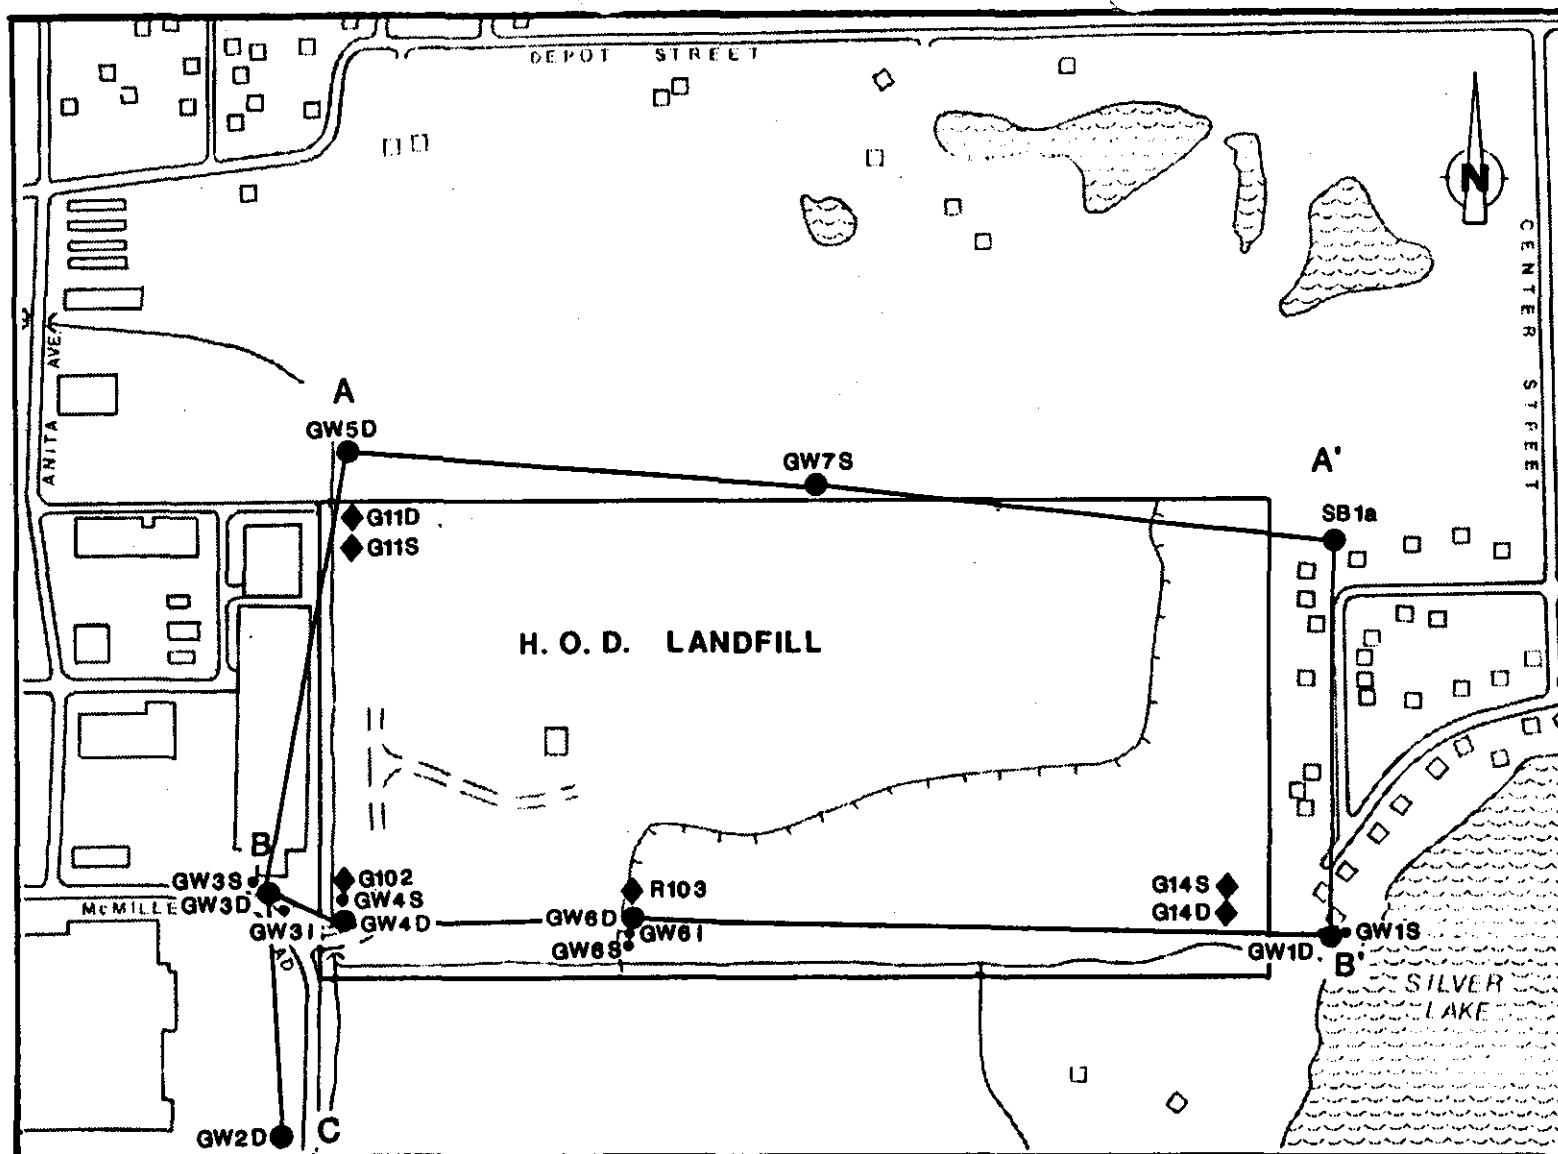 DEPOT STREET
N
CENTER STREET
ANITA AVE.
A
GW5D
GW7S
A'
SB1a
G11D
G11S
H. O. D. LANDFILL
B
GW3S
G102
R103
G14S
McMILLE
GW3D
GW4S
G14D
GW3I
GW4D
GW6D
GW6I
GW1S
GW6S
GW1D
B'
AD
SILVER
LAKE
GW2D
C